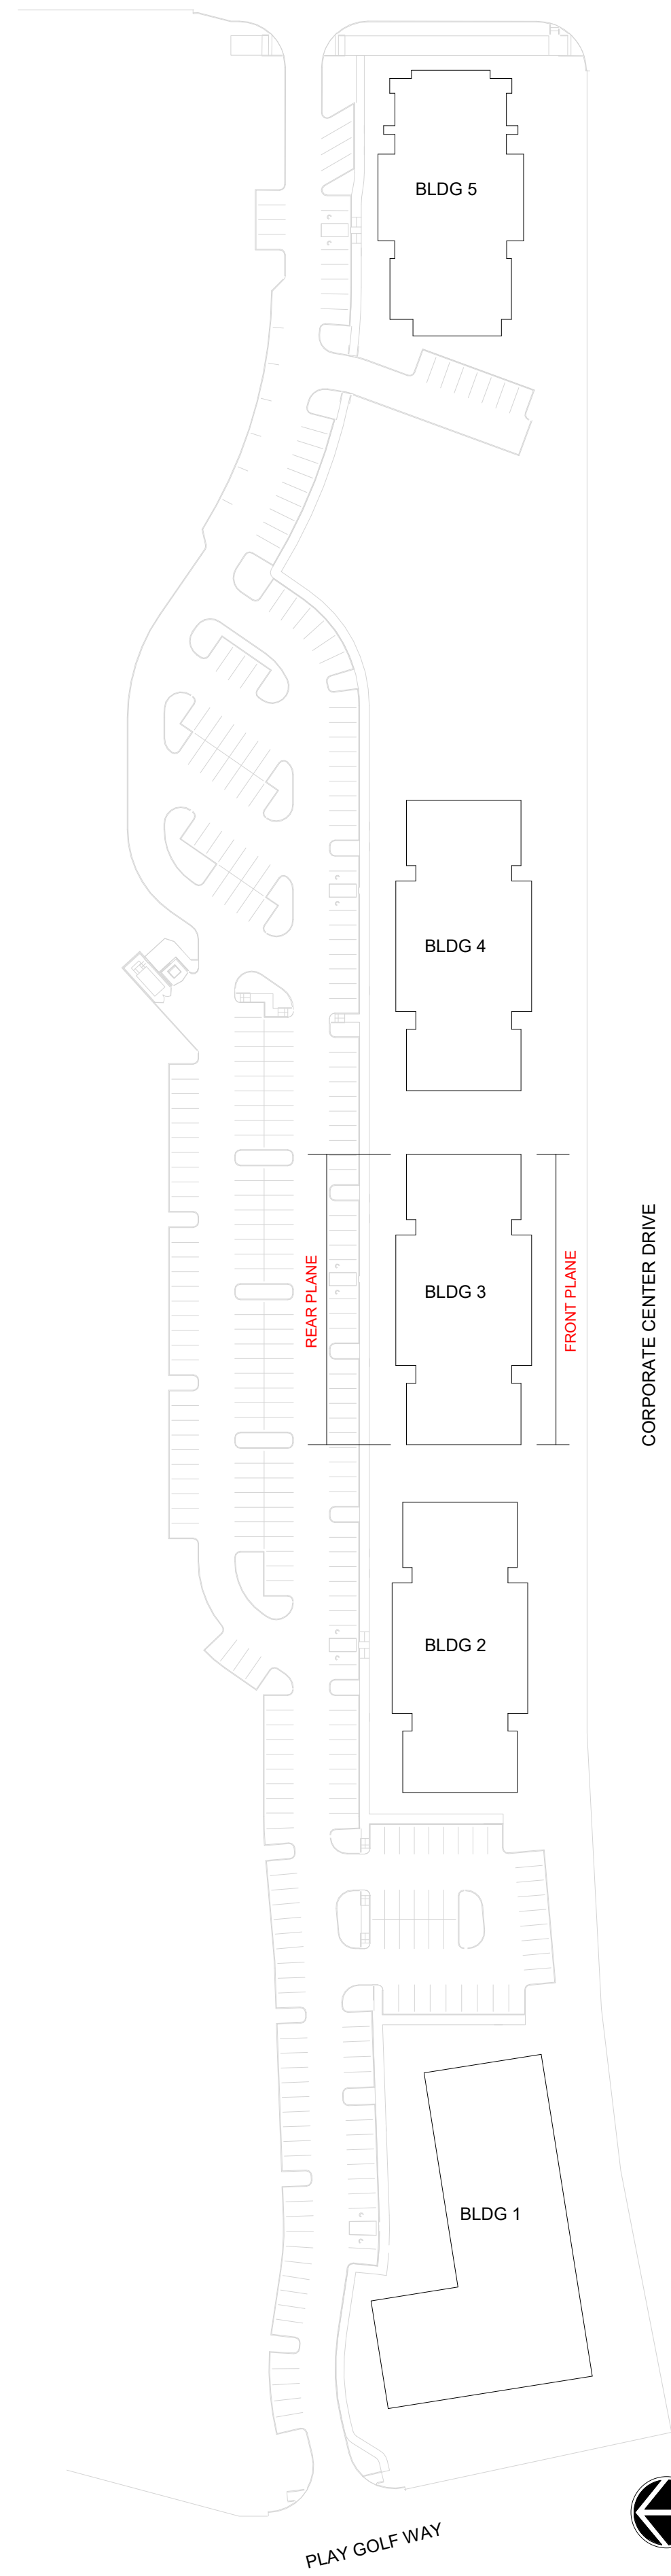 BLDG 5
BLDG 4
REAR PLANE
BLDG 3
FRONT PLANE
CORPORATE CENTER DRIVE
BLDG 2
BLDG 1
PLAY GOLF WAY